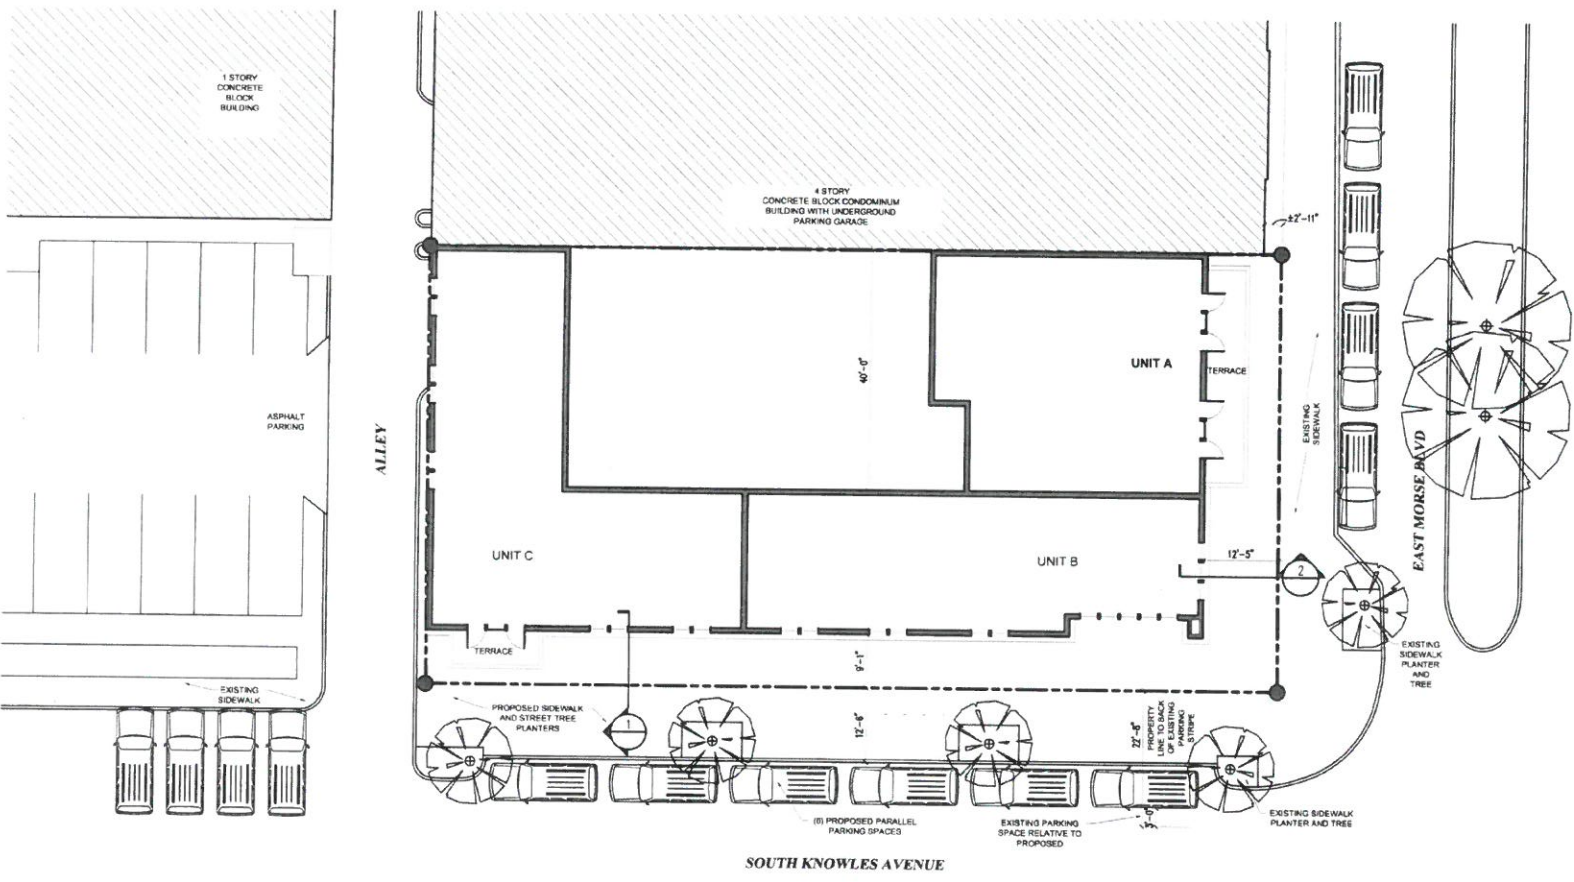 1 STORY
CONCRETE
BLOCK
BUILDING
4 STORY
CONCRETE BLOCK CONDOMINUM
BUILDING WITH UNDERGROUND
PARKING GARAGE
±2'-11"
UNIT A
TERRACE
40'-0"
ASPHALT
PARKING
ALLEY
EXISTING
SIDEWALK
EAST MORSE BLVD
UNIT C
UNIT B
12'-5"
2
TERRACE
9'-1"
EXISTING
SIDEWALK
PLANTER
AND
TREE
EXISTING
SIDEWALK
PROPOSED SIDEWALK
AND STREET TREE
PLANTERS
1
12'-6"
22'-8"
PROPERTY
LINE TO BACK
OF EXISTING
PARKING
STRIPE
(6) PROPOSED PARALLEL
PARKING SPACES
EXISTING PARKING
SPACE RELATIVE TO
PROPOSED
EXISTING SIDEWALK
PLANTER AND TREE
SOUTH KNOWLES AVENUE